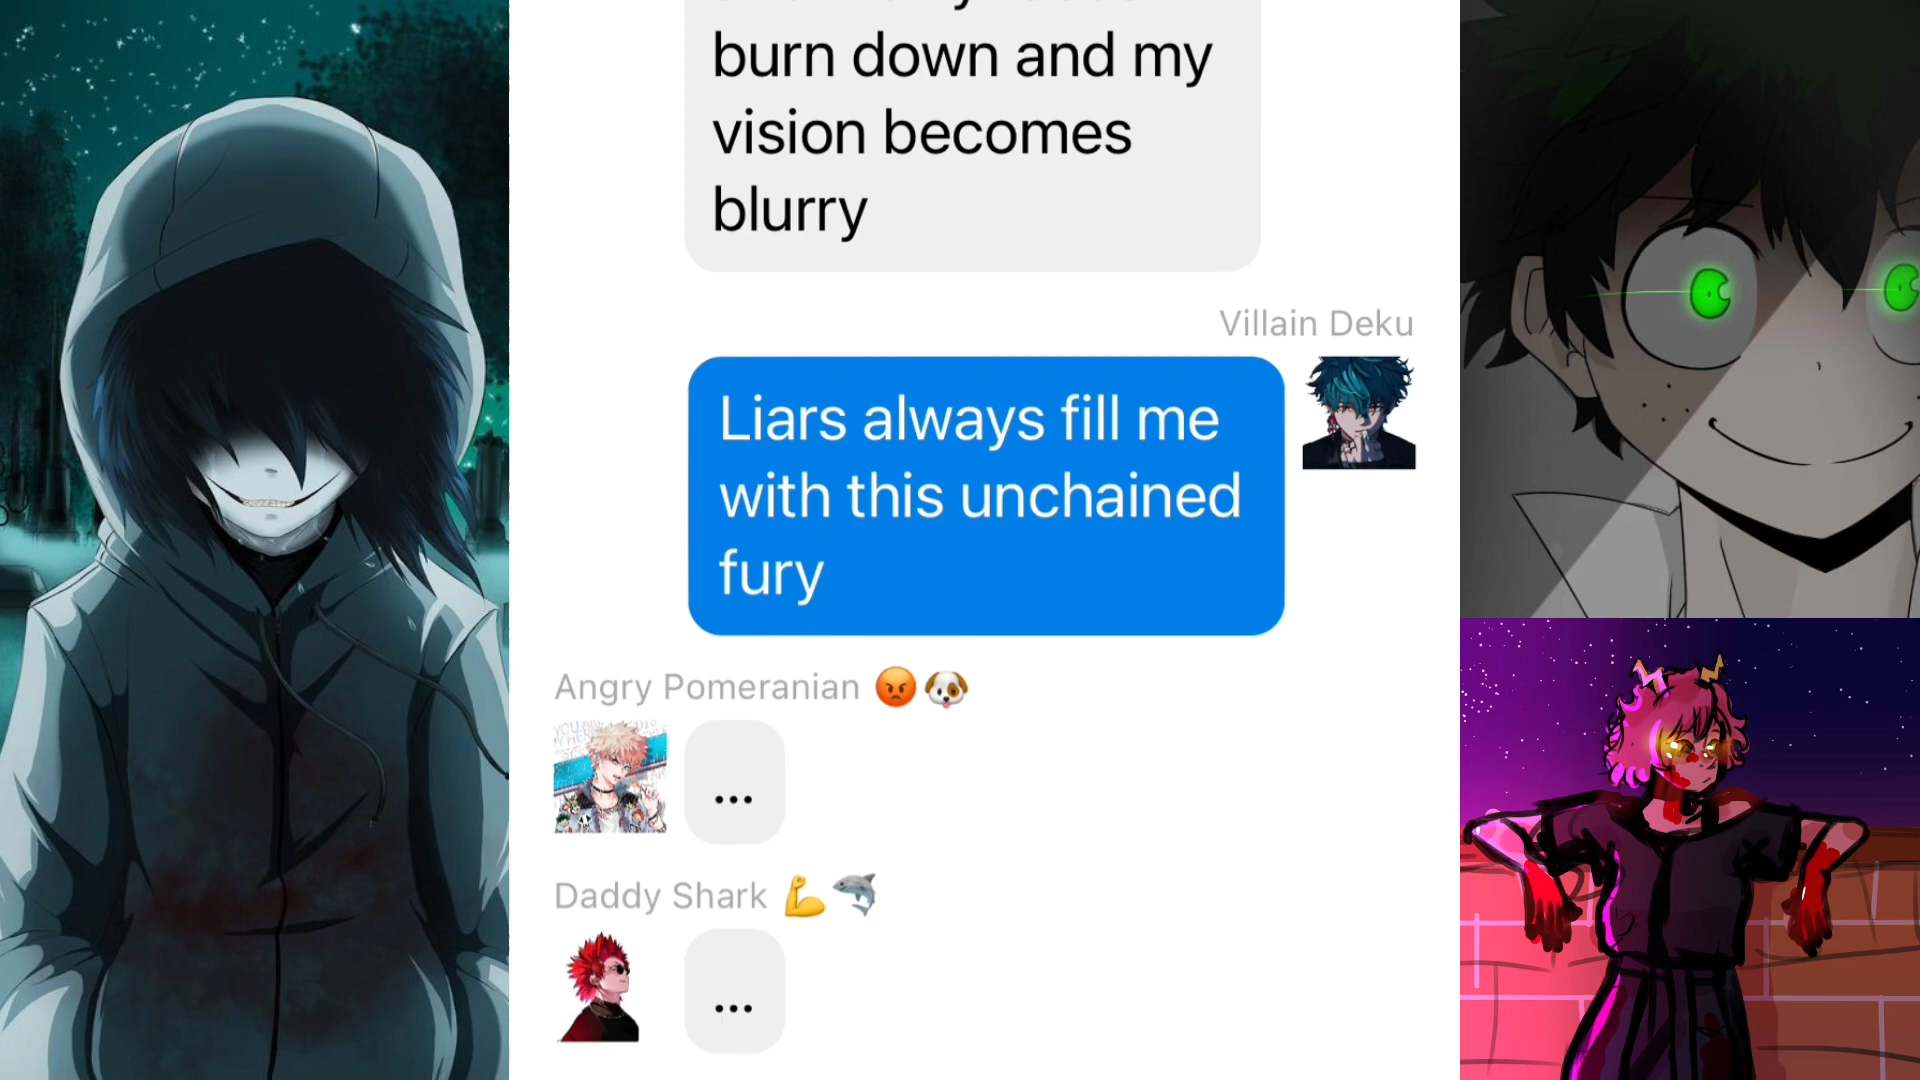 burn down and my
vision becomes
blurry
Villain Deku
Liars always fill me
with this unchained
fury
Angry Pomeranian 😡🐶
...
Daddy Shark 💪🦈
...